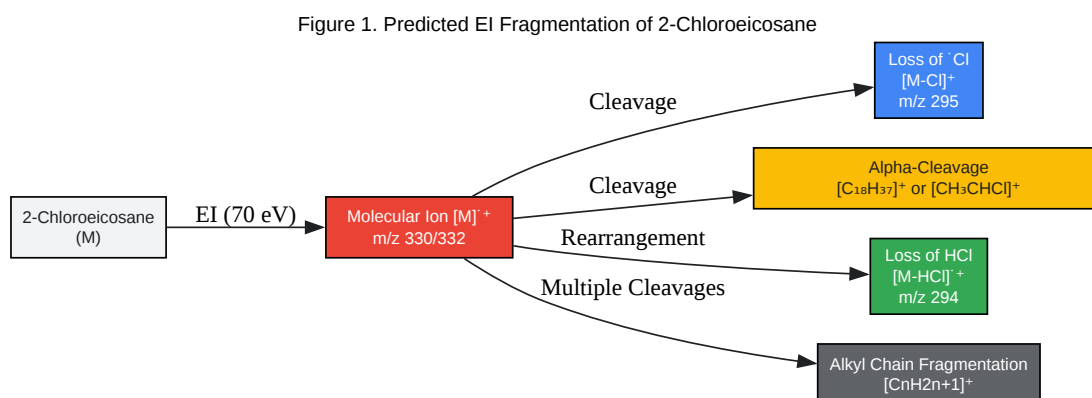 Figure 1. Predicted EI Fragmentation of 2-Chloroeicosane
2-Chloroeicosane
(M)
EI (70 eV)
Molecular Ion [M]˙⁺
m/z 330/332
Cleavage
Loss of ˙Cl
[M-Cl]⁺
m/z 295
Cleavage
Alpha-Cleavage
[C₁₈H₃₇]⁺ or [CH₃CHCl]⁺
Rearrangement
Loss of HCl
[M-HCl]˙⁺
m/z 294
Multiple Cleavages
Alkyl Chain Fragmentation
[CnH2n+1]⁺